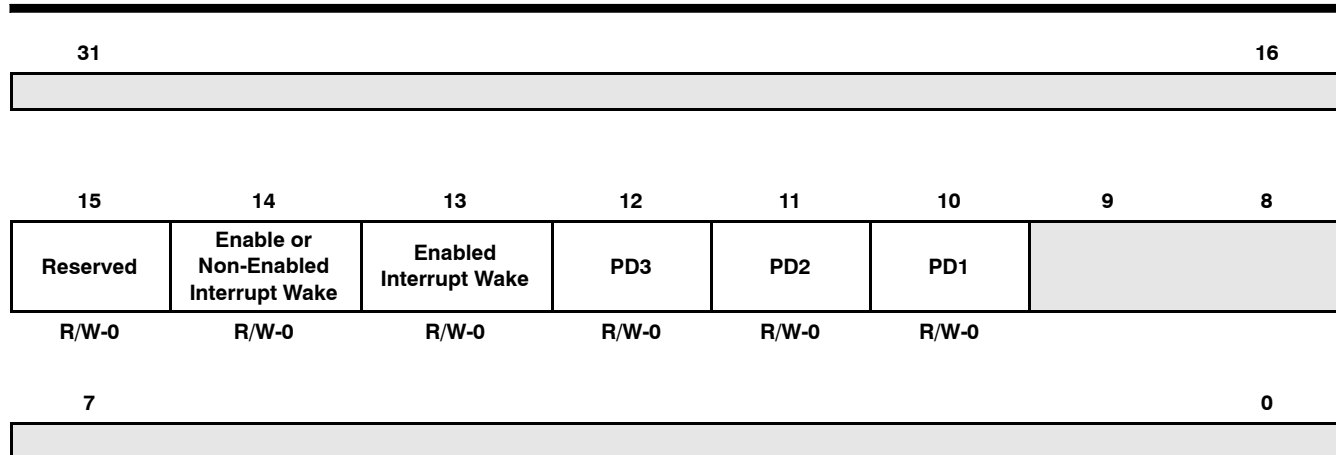 31 16
15 14 13 12 11 10 9 8
Reserved
Enable or
Non-Enabled
Interrupt Wake
Enabled
Interrupt Wake
PD3
PD2
PD1
R/W-0 R/W-0 R/W-0 R/W-0 R/W-0 R/W-0
7 0